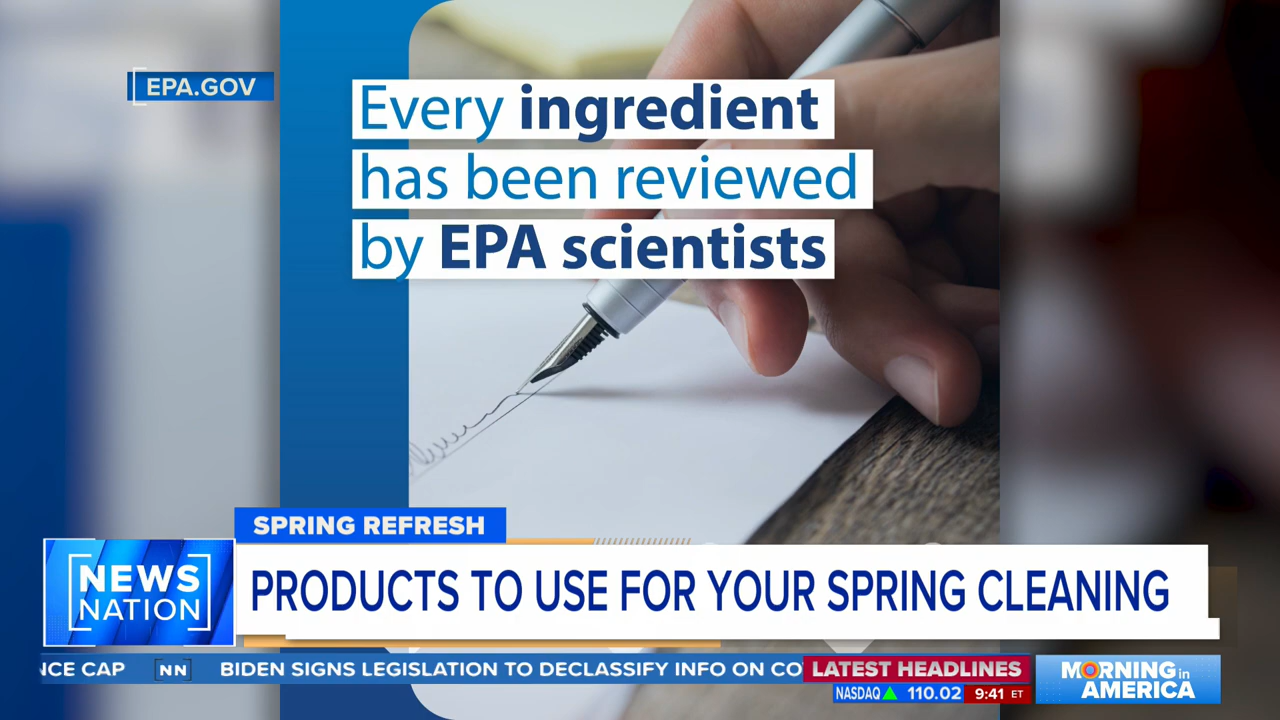 EPA.GOV
Every ingredient
has been reviewed
by EPA scientists
SPRING REFRESH
NEWS
NATION
PRODUCTS TO USE FOR YOUR SPRING CLEANING
NCE CAP NN BIDEN SIGNS LEGISLATION TO DECLASSIFY INFO ON CO
LATEST HEADLINES
NASDAQ 110.02 9:41 ET
MORNING in
AMERICA